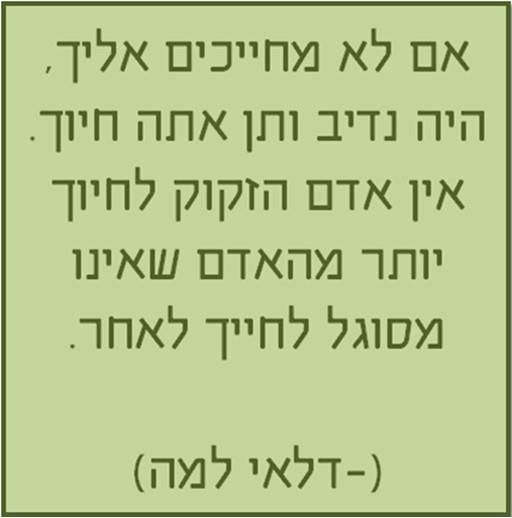 אם לא מחייכים אליך,
היה נדיב ותן אתה חיוך.
אין אדם הזקוק לחיוך
יותר מהאדם שאינו
מסוגל לחייך לאחר.
(-דלאי למה)